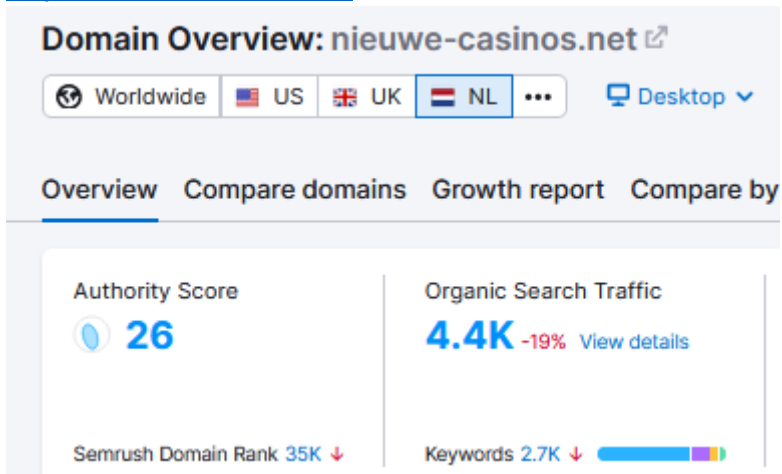 Domain Overview: nieuwe-casinos.net
Worldwide US UK NL ••• Desktop
Overview Compare domains Growth report Compare by
Authority Score
26
Semrush Domain Rank 35K ↓
Organic Search Traffic
4.4K -19% View details
Keywords 2.7K ↓